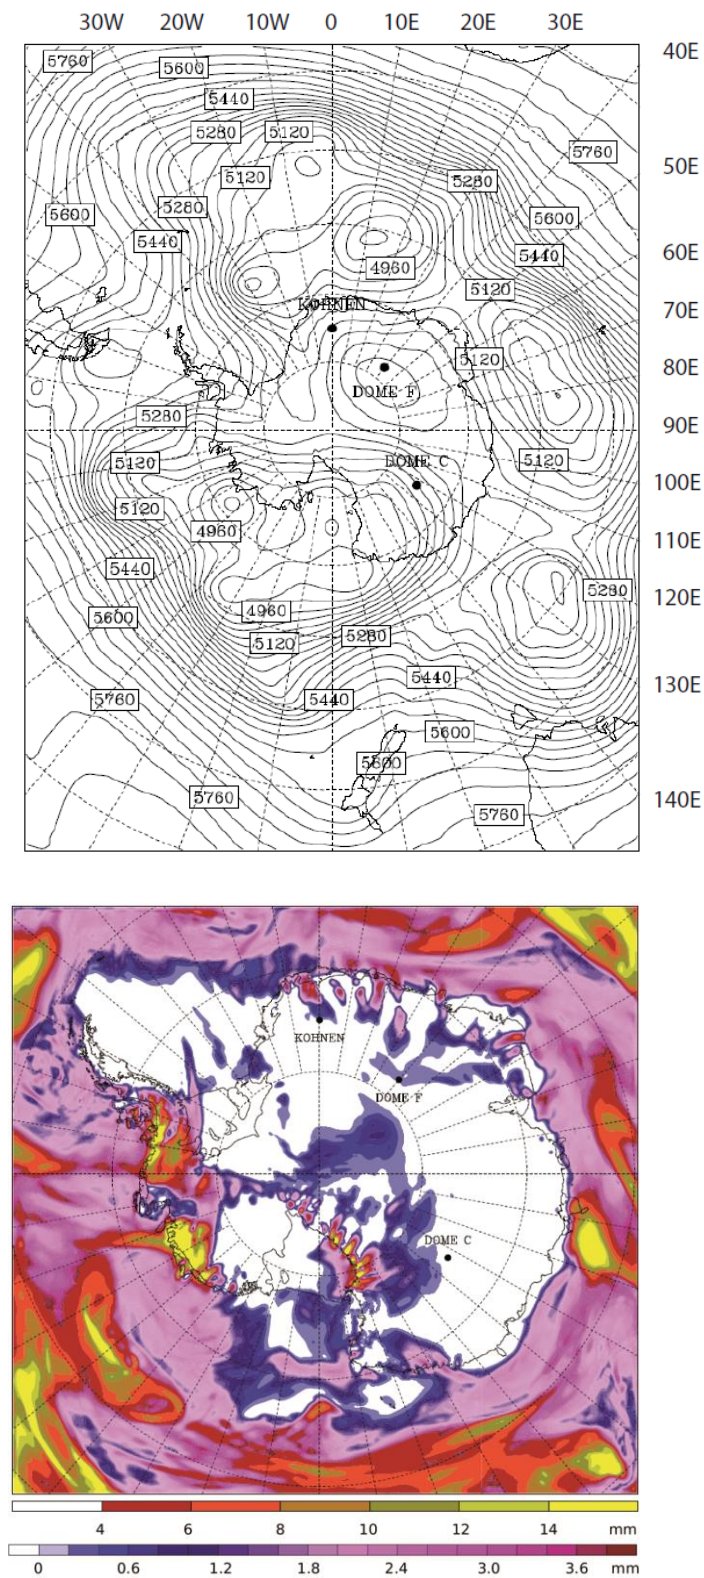 30W 20W 10W 0 10E 20E 30E
40E
5760 5600
5440
5280 5120
50E
5760
5120 5280
5280
5600 5600
5440 5440
60E
4960
5120
70E
KOHNEN
5120
80E
DOME F
5280
90E
DOME C
5120 5120
100E
5120
4960
110E
5440
5280
120E
4960
5600
5280
5120
130E
5440
5760 5440
5600
5600
5760
140E
5760
KOHNEN
DOME F
DOME C
4 6 8 10 12 14 mm
0 0.6 1.2 1.8 2.4 3.0 3.6 mm